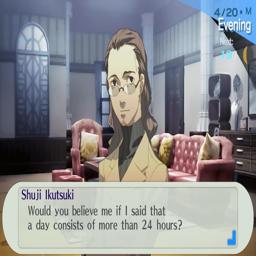 4/20 • M
Evening
Next:
Shuji Ikutsuki
Would you believe me if I said that
a day consists of more than 24 hours?